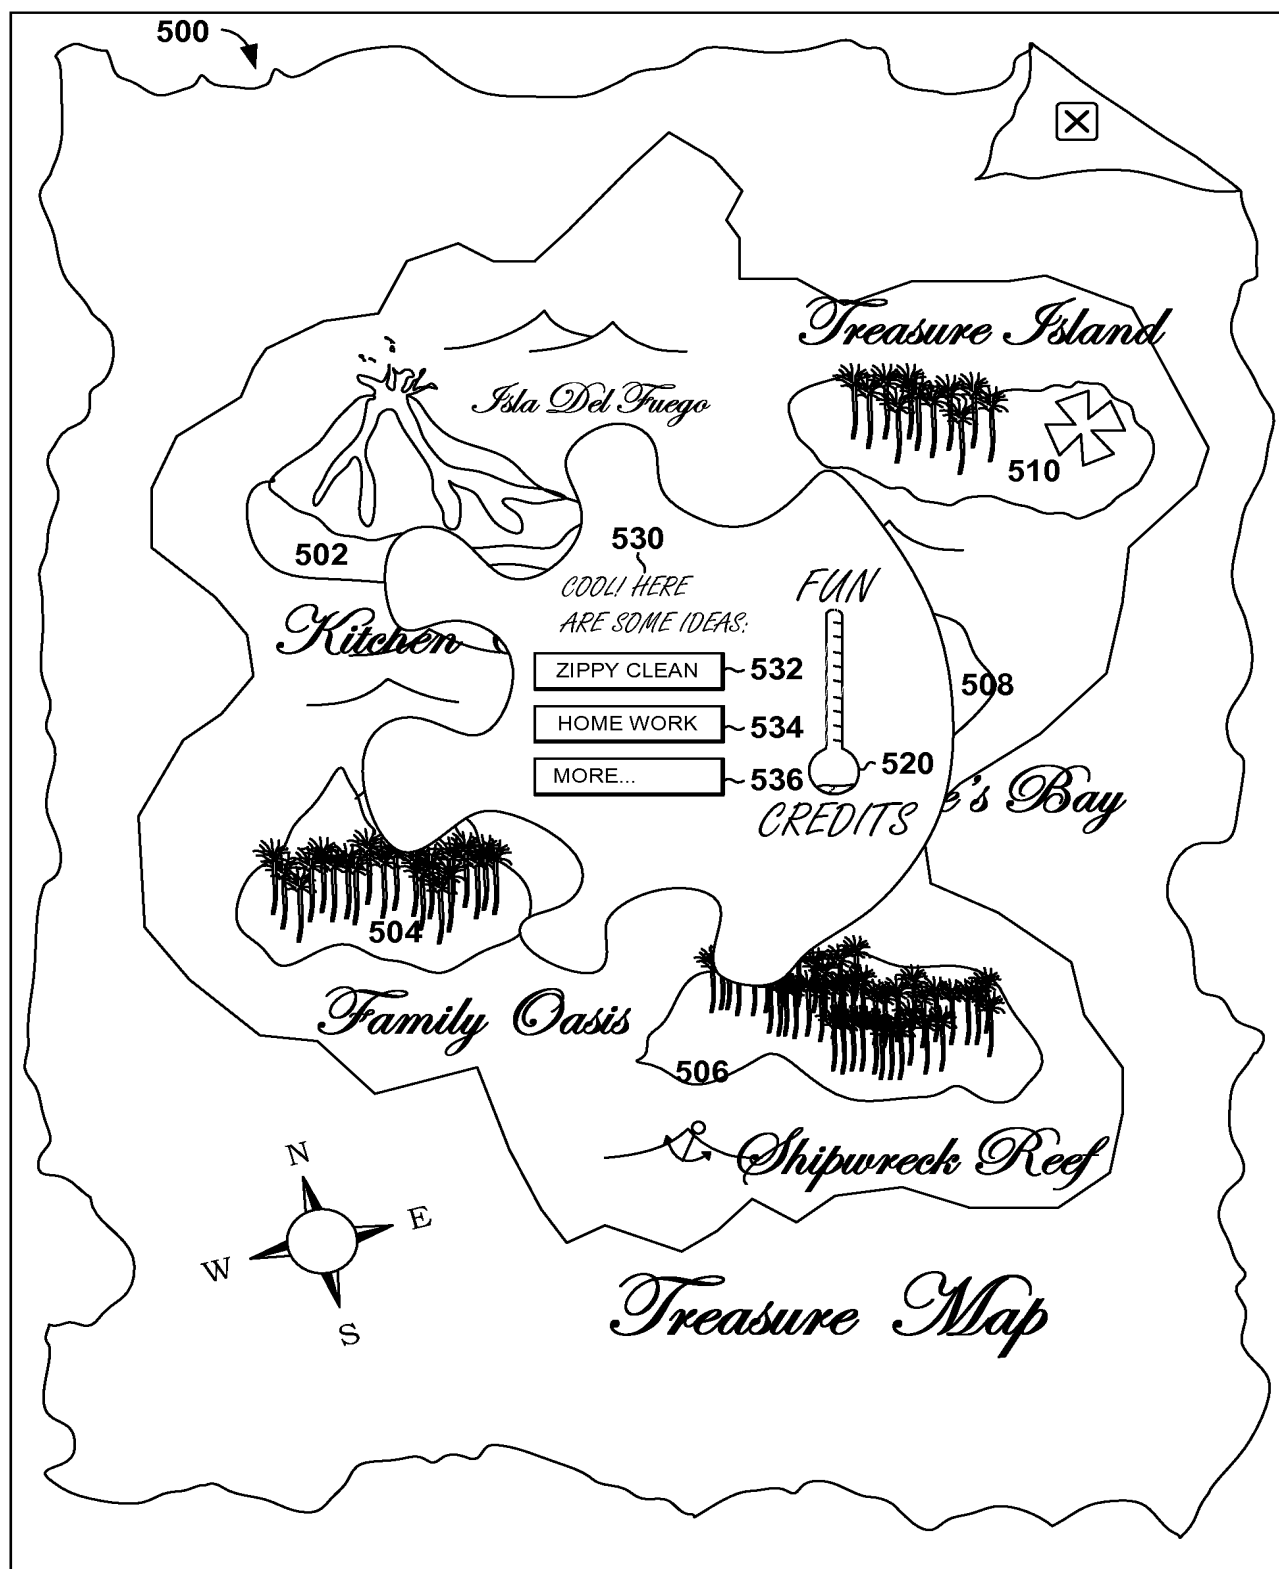 500
Treasure Island
Isla Del Fuego
510
502
530
COOL! HERE
ARE SOME IDEAS:
FUN
Kitchen
ZIPPY CLEAN
532
508
HOME WORK
534
MORE...
536
520
e's Bay
CREDITS
504
Family Oasis
506
Shipwreck Reef
N
E
W
S
Treasure Map